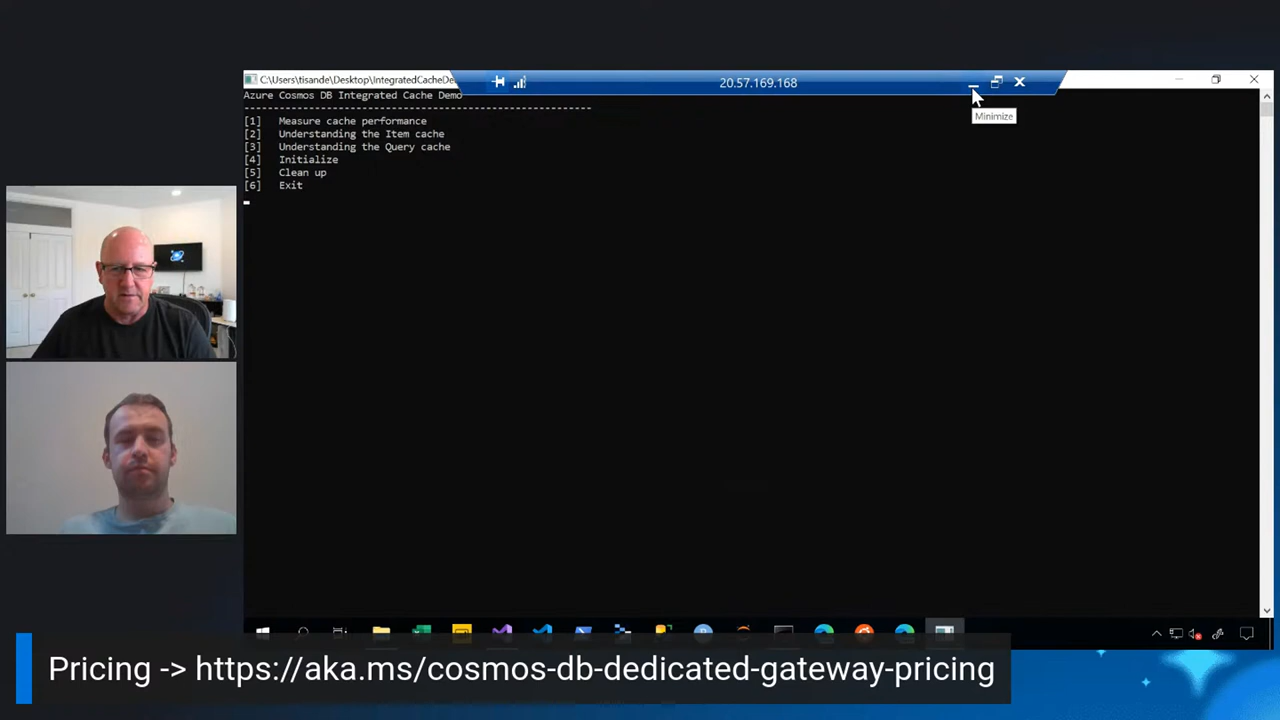 C:\Users\tisande\Desktop\IntegratedCacheDe
20.57.169.168
Minimize
Azure Cosmos DB Integrated Cache Demo
--------------------------------------------------------------
[1] Measure cache performance
[2] Understanding the Item cache
[3] Understanding the Query cache
[4] Initialize
[5] Clean up
[6] Exit
Pricing -> https://aka.ms/cosmos-db-dedicated-gateway-pricing